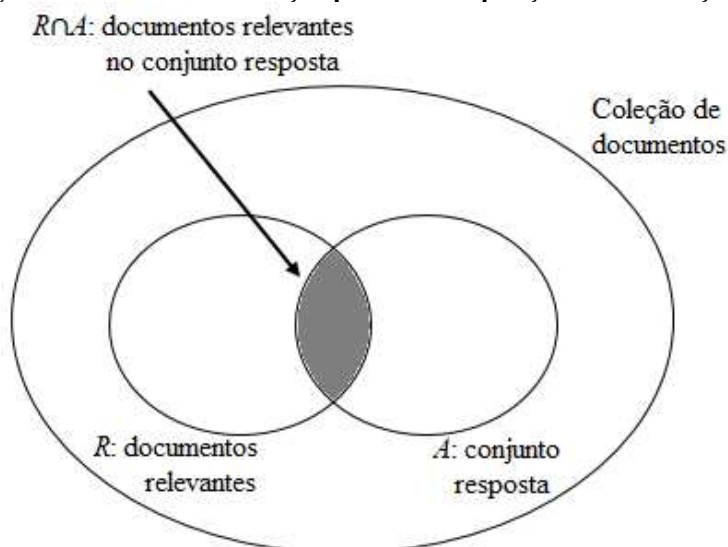 R∩A: documentos relevantes
no conjunto resposta
Coleção de
documentos
R: documentos
relevantes
A: conjunto
resposta